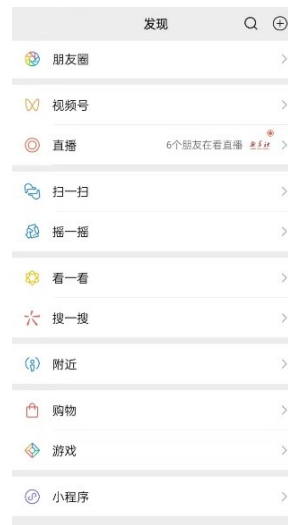 发现
朋友圈
视频号
直播 6个朋友在看直播
扫一扫
摇一摇
看一看
搜一搜
附近
购物
游戏
小程序